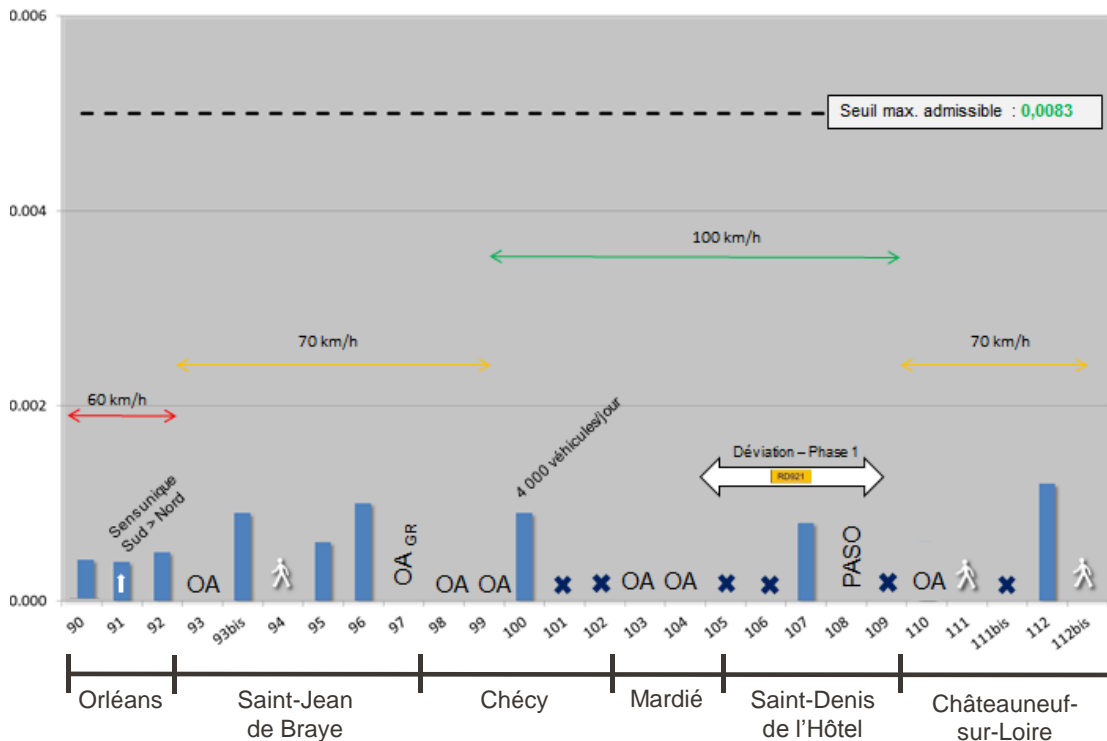 0.006
Seuil max. admissible : 0,0083
0.004
100 km/h
70 km/h
70 km/h
0.002
60 km/h
4 000 véhicules/jour
Déviation – Phase 1
RD921
Sensunique
Sud > Nord
OA
OA GR
OA
OA
OA
OA
PASO
OA
0.000
90
91
92
93
93bis
94
95
96
97
98
99
100
101
102
103
104
105
106
107
108
109
110
111
111bis
112
112bis
Orléans
Saint-Jean
de Braye
Chécy
Mardié
Saint-Denis
de l'Hôtel
Châteauneuf-
sur-Loire